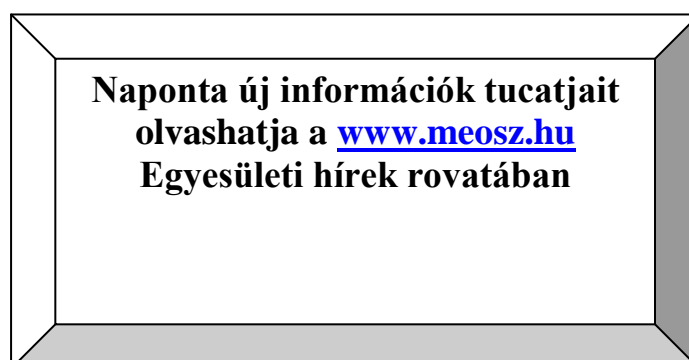 Naponta új információk tucatjait
olvashatja a www.meosz.hu
Egyesületi hírek rovatában